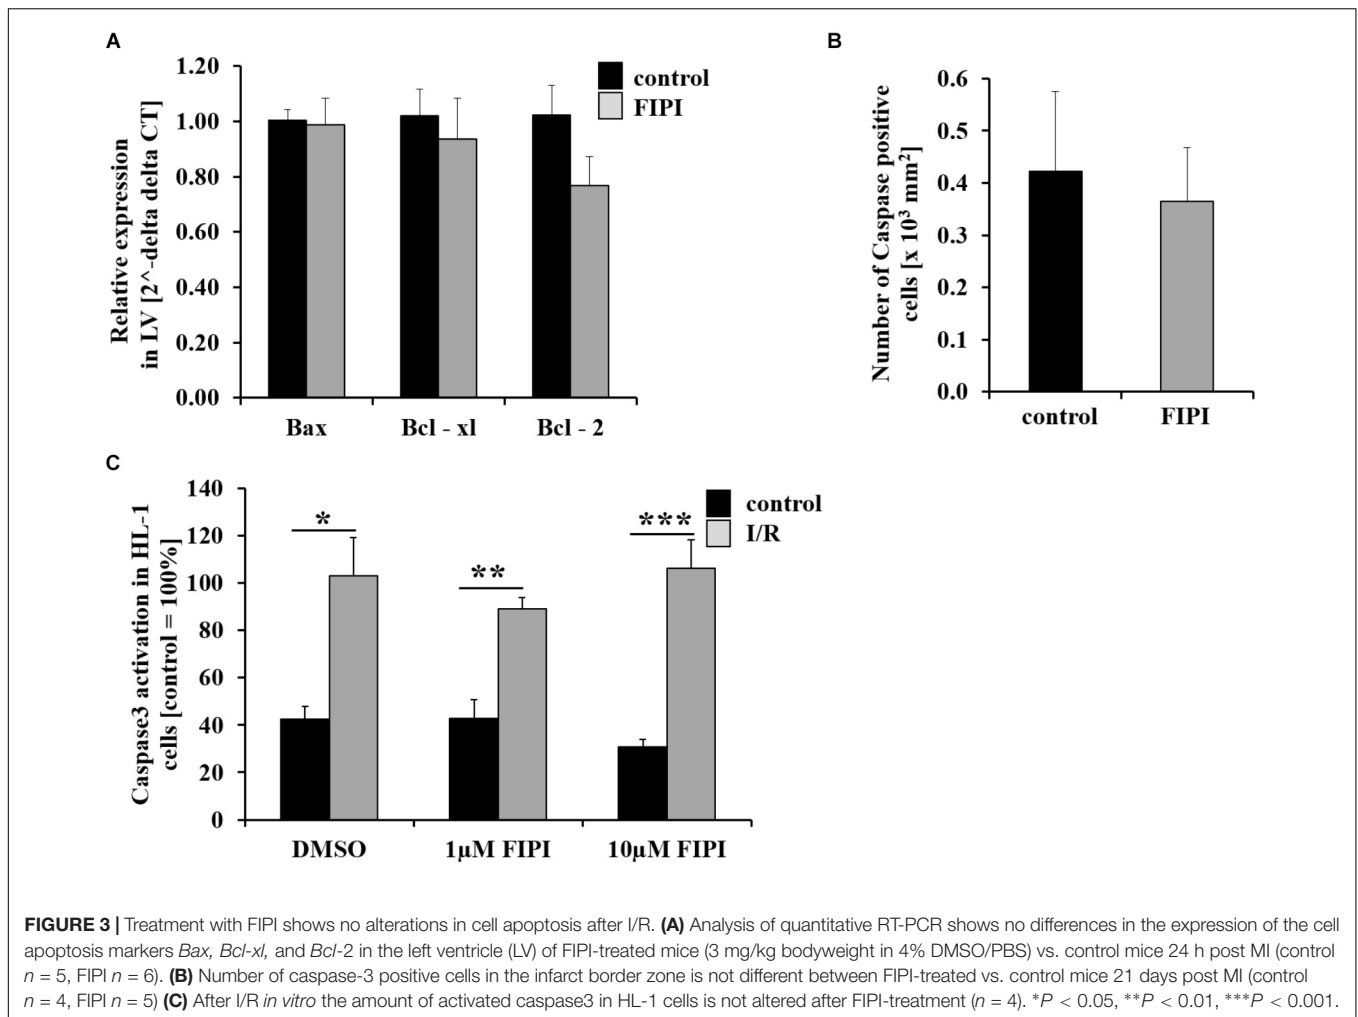 A
1.20
1.00
0.80
0.60
0.40
0.20
0.00
Relative expression
in LV [2^-delta delta CT]
control
FIPI
Bax
Bcl - xl
Bcl - 2
B
0.6
0.5
0.4
0.3
0.2
0.1
0.0
Number of Caspase positive
cells [x 10³ mm²]
control
FIPI
C
140
120
100
80
60
40
20
0
Caspase3 activation in HL-1
cells [control = 100%]
*
**
***
control
I/R
DMSO
1µM FIPI
10µM FIPI
FIGURE 3 | Treatment with FIPI shows no alterations in cell apoptosis after I/R. (A) Analysis of quantitative RT-PCR shows no differences in the expression of the cell
apoptosis markers Bax, Bcl-xl, and Bcl-2 in the left ventricle (LV) of FIPI-treated mice (3 mg/kg bodyweight in 4% DMSO/PBS) vs. control mice 24 h post MI (control
n = 5, FIPI n = 6). (B) Number of caspase-3 positive cells in the infarct border zone is not different between FIPI-treated vs. control mice 21 days post MI (control
n = 4, FIPI n = 5) (C) After I/R in vitro the amount of activated caspase3 in HL-1 cells is not altered after FIPI-treatment (n = 4). *P < 0.05, **P < 0.01, ***P < 0.001.